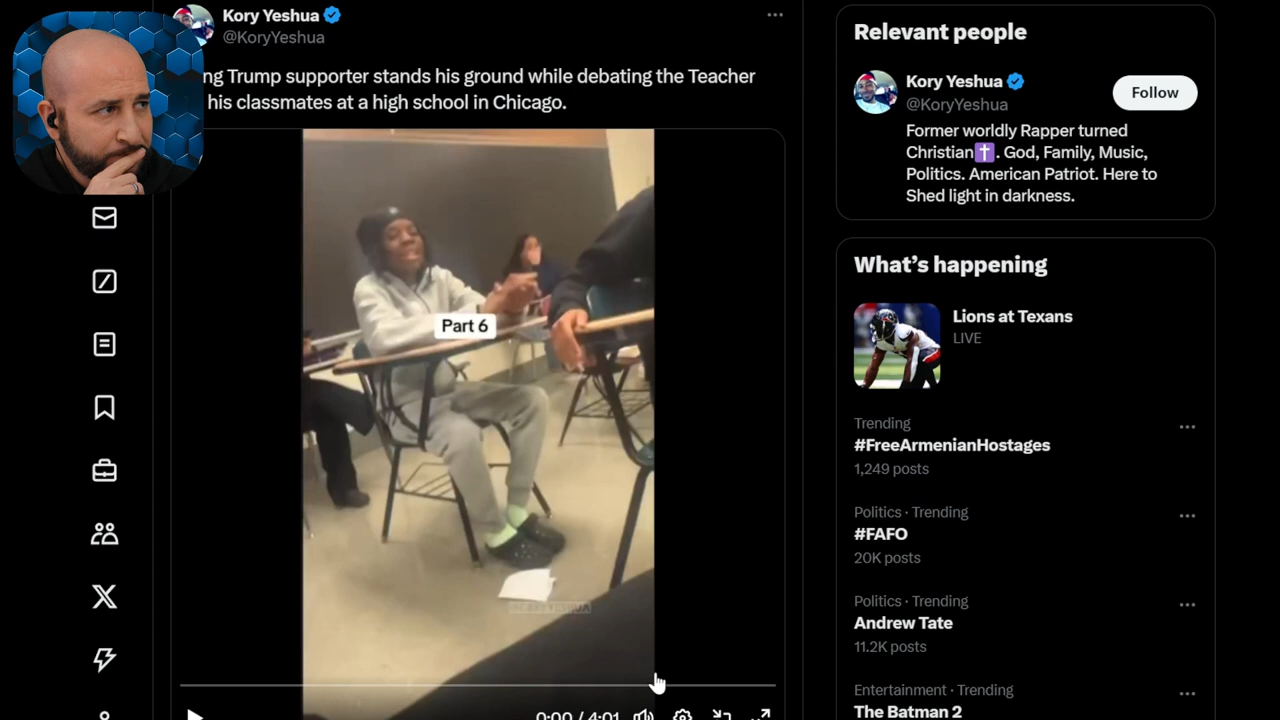 Kory Yeshua
@KoryYeshua
ng Trump supporter stands his ground while debating the Teacher
his classmates at a high school in Chicago.
Part 6
0:00 / 4:01
Relevant people
Kory Yeshua
@KoryYeshua
Follow
Former worldly Rapper turned
Christian✝️. God, Family, Music,
Politics. American Patriot. Here to
Shed light in darkness.
What's happening
Lions at Texans
LIVE
Trending
#FreeArmenianHostages
1,249 posts
Politics · Trending
#FAFO
20K posts
Politics · Trending
Andrew Tate
11.2K posts
Entertainment · Trending
The Batman 2